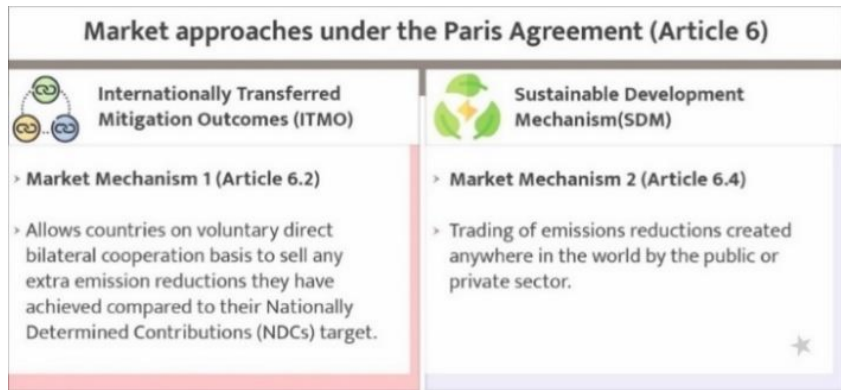 Market approaches under the Paris Agreement (Article 6)
Internationally Transferred
Mitigation Outcomes (ITMO)
› Market Mechanism 1 (Article 6.2)
› Allows countries on voluntary direct
bilateral cooperation basis to sell any
extra emission reductions they have
achieved compared to their Nationally
Determined Contributions (NDCs) target.
Sustainable Development
Mechanism(SDM)
› Market Mechanism 2 (Article 6.4)
› Trading of emissions reductions created
anywhere in the world by the public or
private sector.